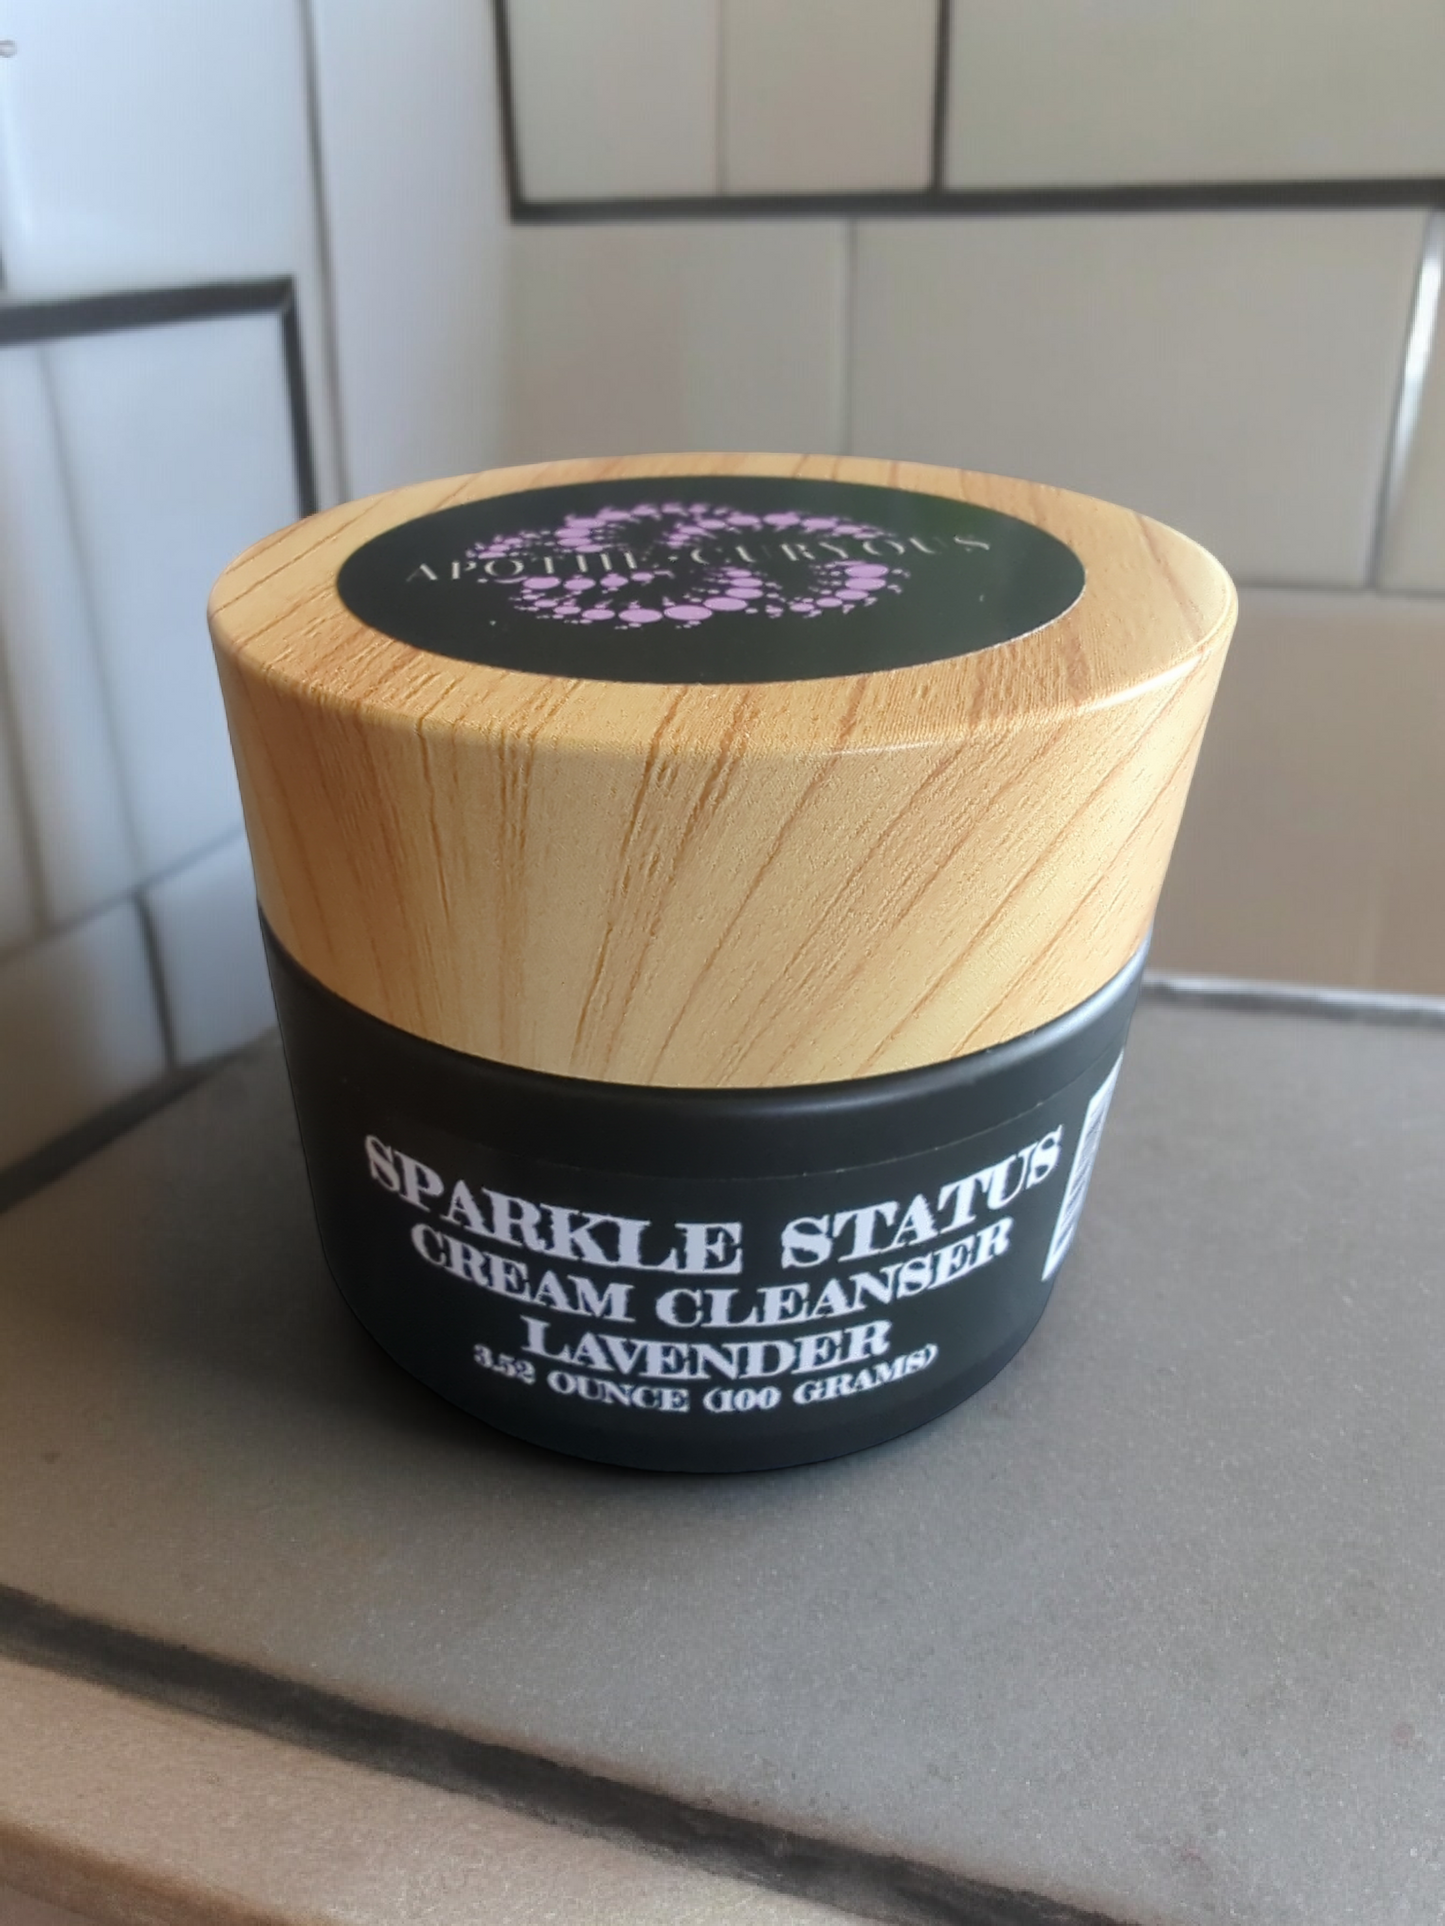 APOTHE·CURYOUS
SPARKLE STATUS
CREAM CLEANSER
LAVENDER
3.52 OUNCE (100 GRAMS)